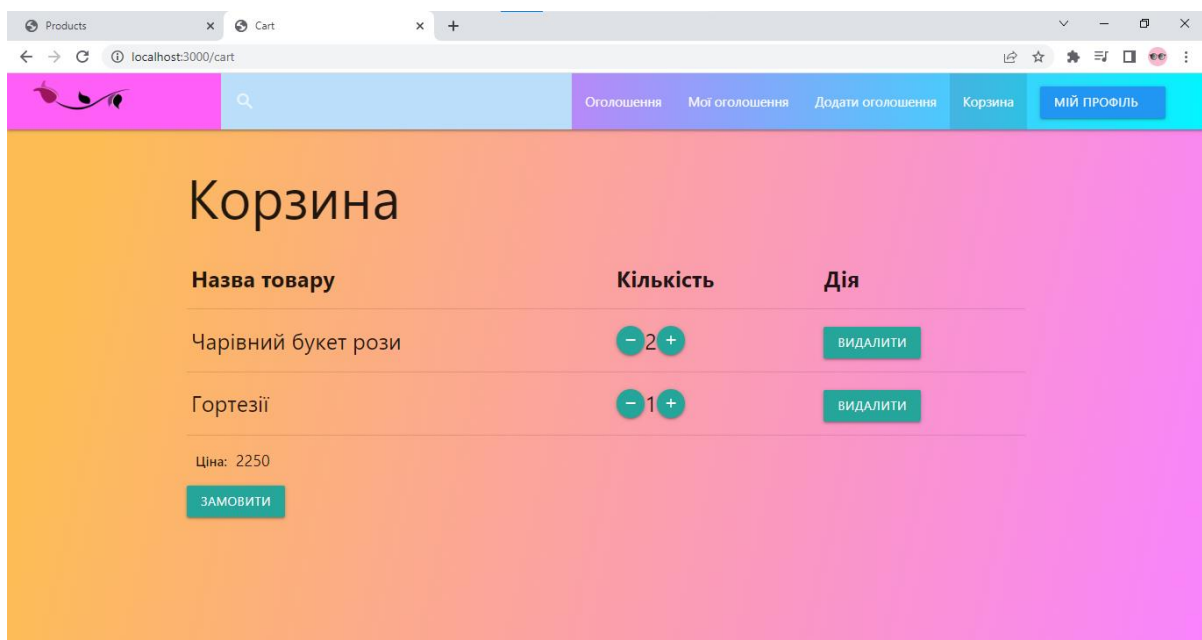 Products Cart
localhost:3000/cart
Оголошення Мої оголошення Додати оголошення Корзина МІЙ ПРОФІЛЬ
Корзина
Назва товару Кількість Дія
Чарівний букет рози − 2 + ВИДАЛИТИ
Гортезії − 1 + ВИДАЛИТИ
Ціна: 2250
ЗАМОВИТИ